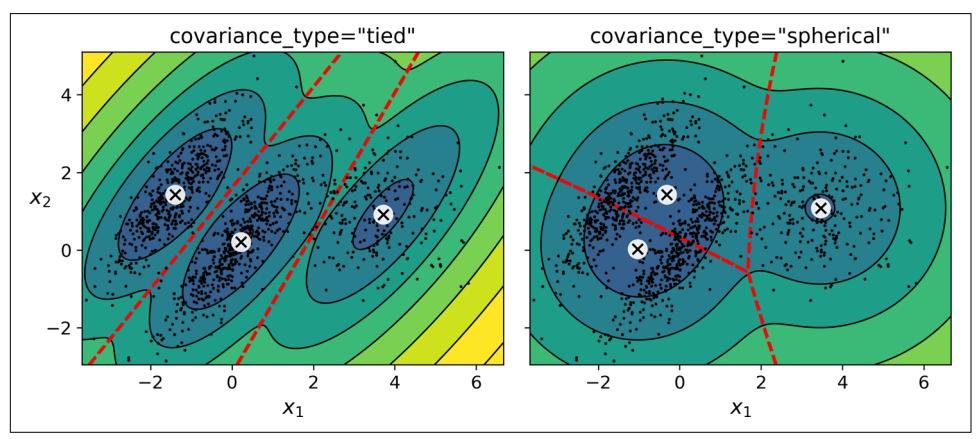 covariance_type="tied"
covariance_type="spherical"
x₂
4
2
0
−2
−2 0 2 4 6
−2 0 2 4 6
x₁
x₁